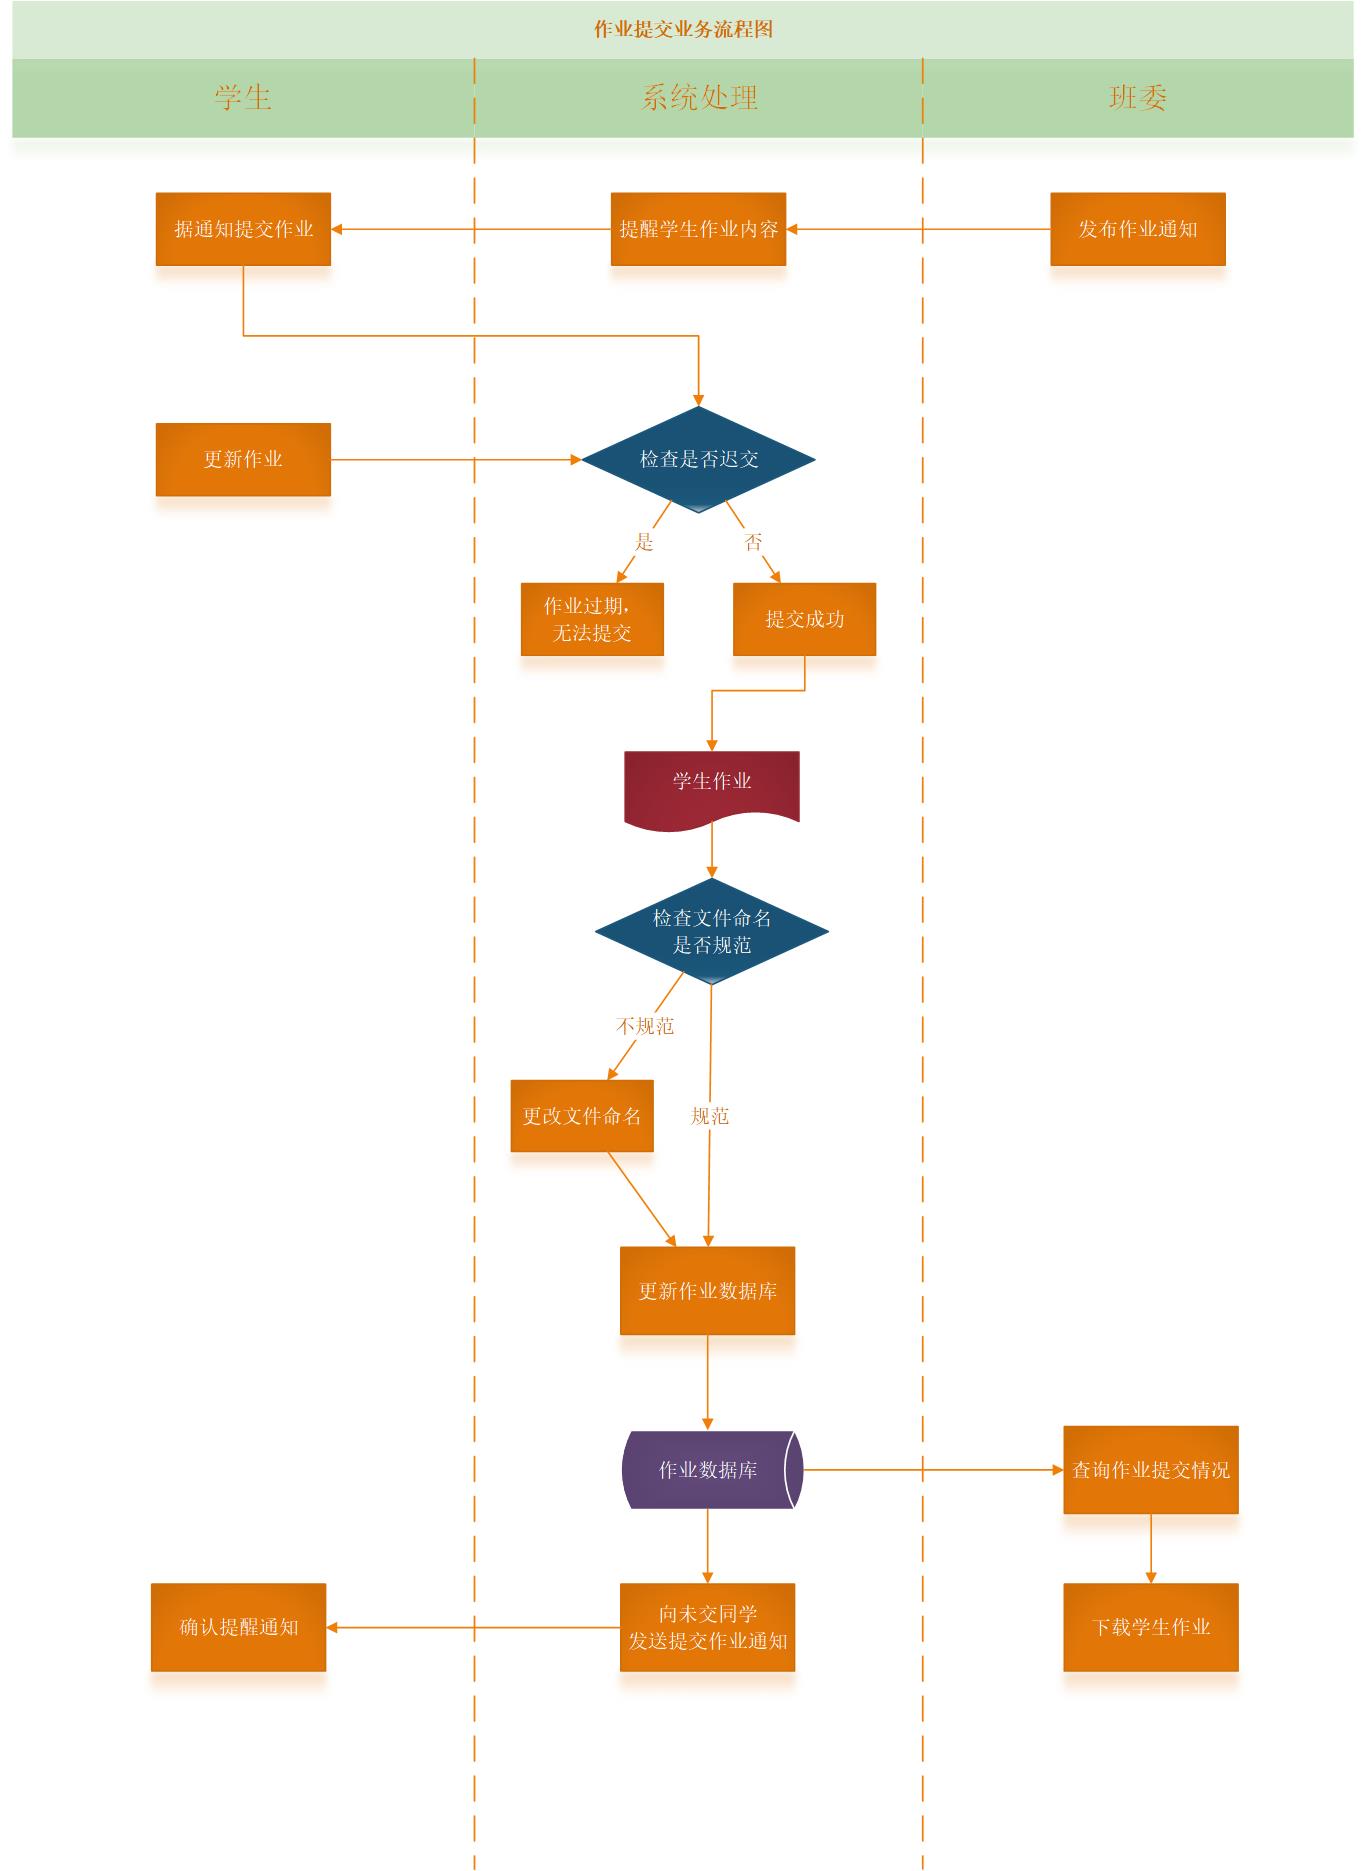 作业提交业务流程图
学生
系统处理
班委
据通知提交作业
提醒学生作业内容
发布作业通知
更新作业
检查是否迟交
是
否
作业过期，
无法提交
提交成功
学生作业
检查文件命名
是否规范
不规范
更改文件命名
规范
更新作业数据库
作业数据库
查询作业提交情况
确认提醒通知
向未交同学
发送提交作业通知
下载学生作业